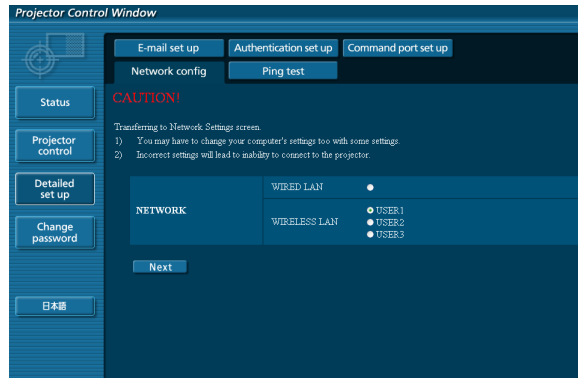 Projector Control Window
E-mail set up
Authentication set up
Command port set up
Network config
Ping test
Status
Projector control
Detailed set up
Change password
日本語
CAUTION!
Transferring to Network Settings screen.
1) You may have to change your computer's settings too with some settings.
2) Incorrect settings will lead to inability to connect to the projector.
NETWORK
WIRED LAN
WIRELESS LAN
USER1
USER2
USER3
Next